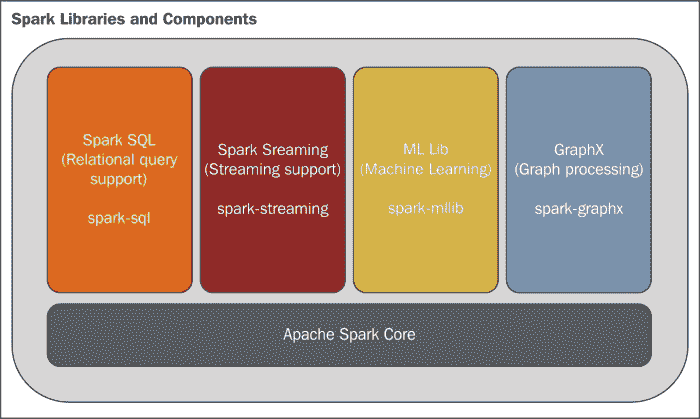 Spark Libraries and Components
Spark SQL
(Relational query
support)
spark-sql
Spark Sreaming
(Streaming support)
spark-streaming
ML Lib
(Machine Learning)
spark-mllib
GraphX
(Graph processing)
spark-graphx
Apache Spark Core